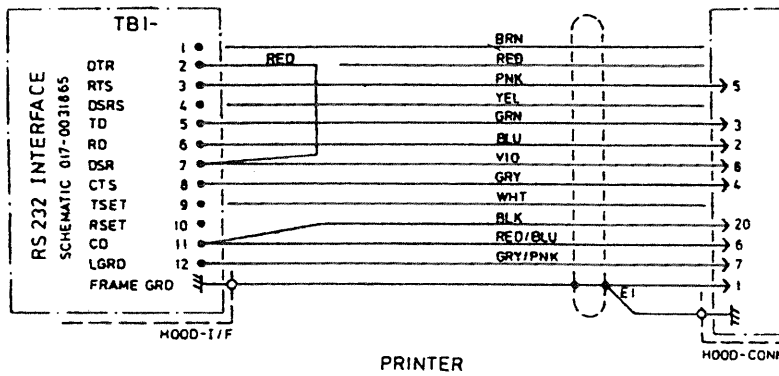 TB1-
RS 232 INTERFACE
SCHEMATIC 017-0031865
1 BRN
DTR 2 RED RED
RTS 3 PNK 5
DSRS 4 YEL
TD 5 GRN 3
RD 6 BLU 2
DSR 7 VIO 6
CTS 8 GRY 4
TSET 9 WHT
RSET 10 BLK 20
CD 11 RED/BLU 6
LGRD 12 GRY/PNK 7
FRAME GRD 1
E1
HOOD-I/F
HOOD-CONN
PRINTER